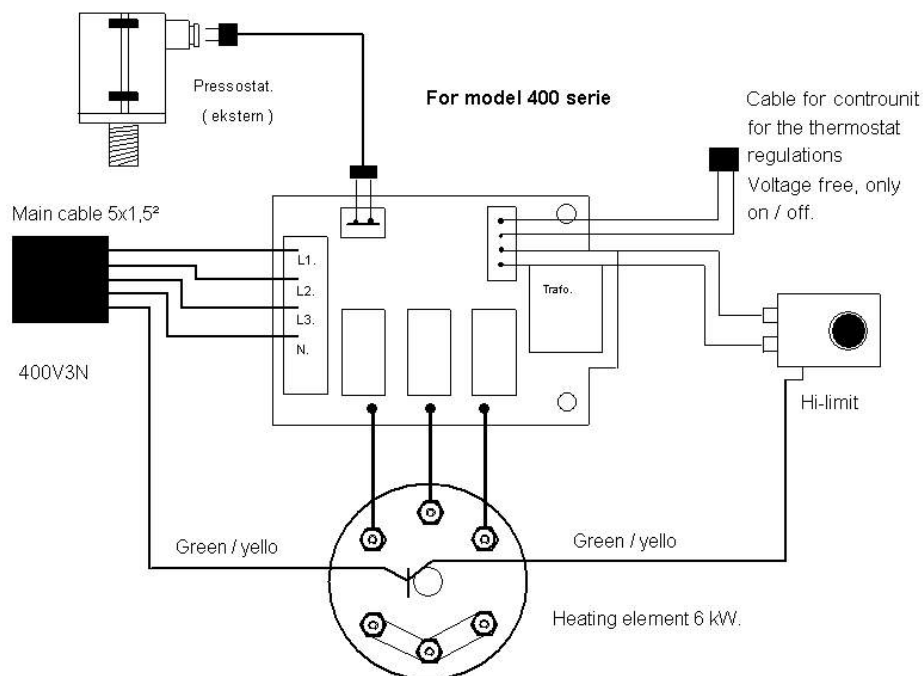 Pressostat.
( ekstern )
For model 400 serie
Cable for controunit
for the thermostat
regulations
Voltage free, only
on / off.
Main cable 5x1,5²
L1.
L2.
L3.
N.
Trafo.
400V3N
Hi-limit
Green / yello
Green / yello
Heating element 6 kW.